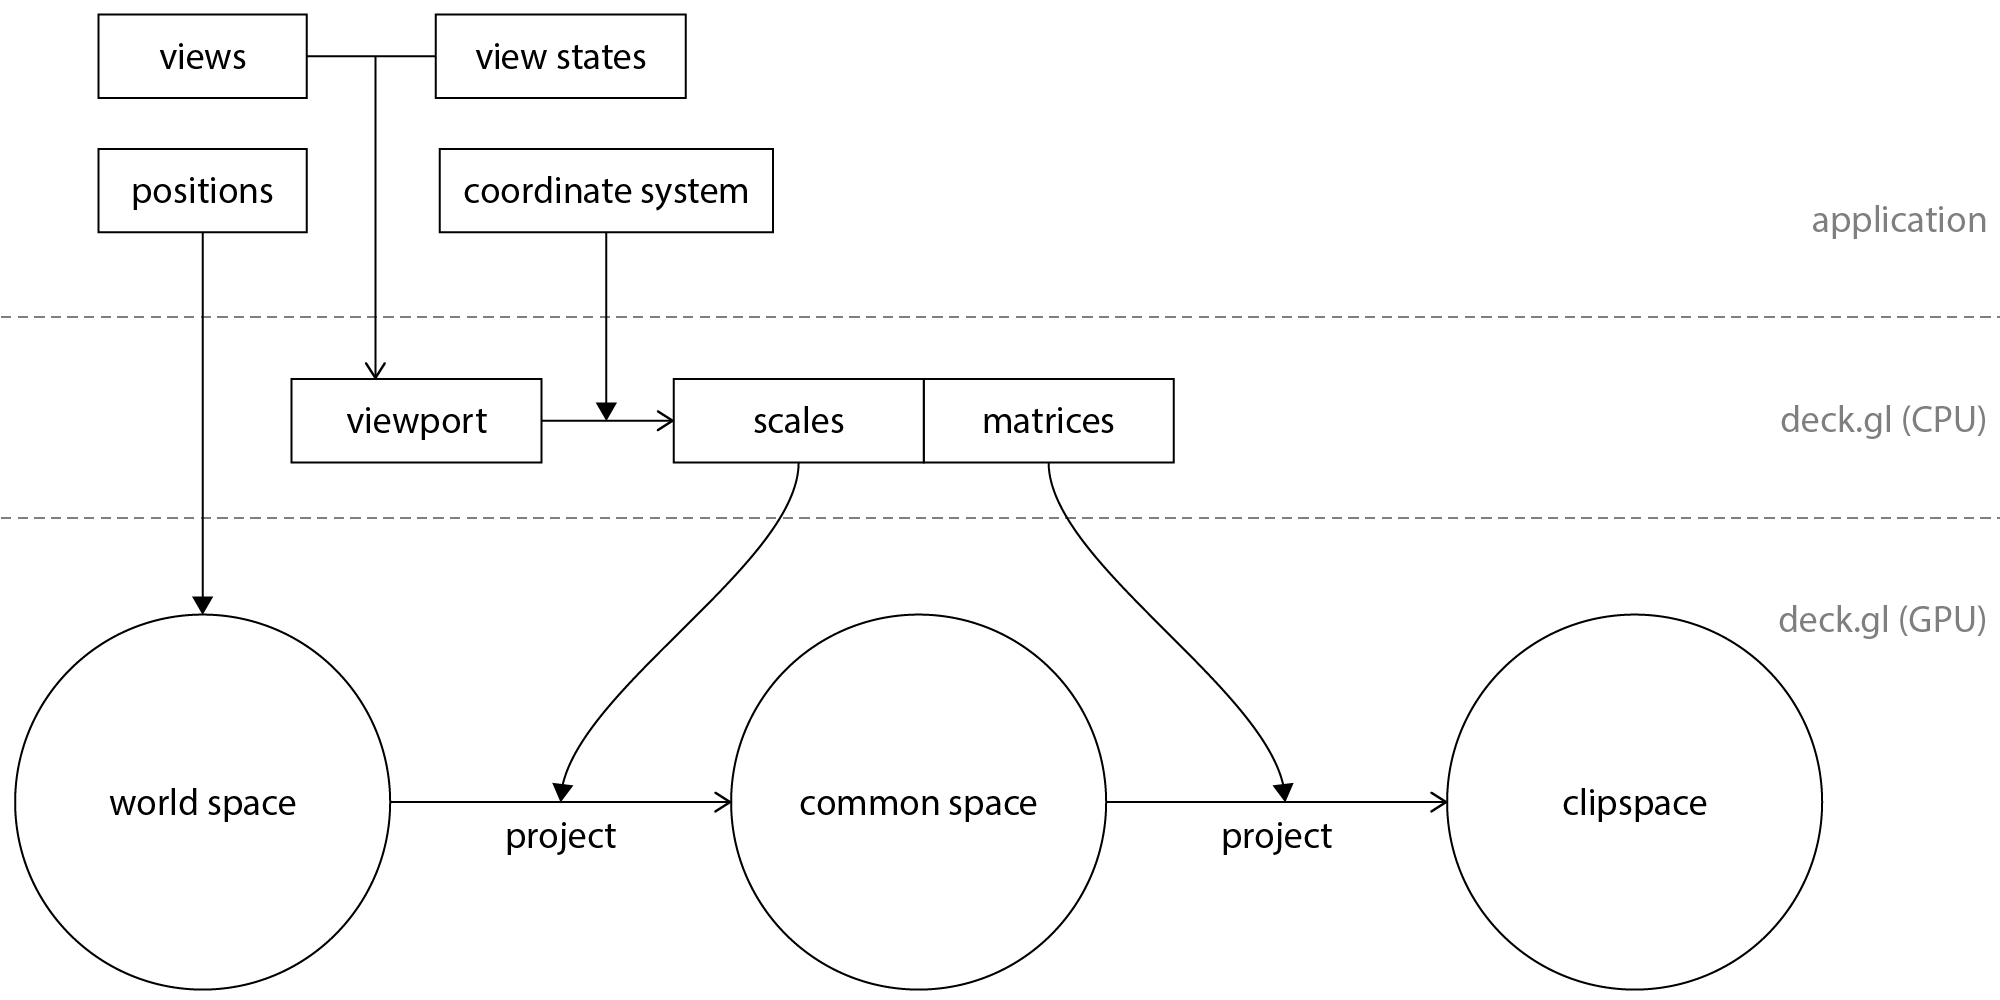 views
view states
positions
coordinate system
application
viewport
scales
matrices
deck.gl (CPU)
deck.gl (GPU)
world space
project
common space
project
clipspace